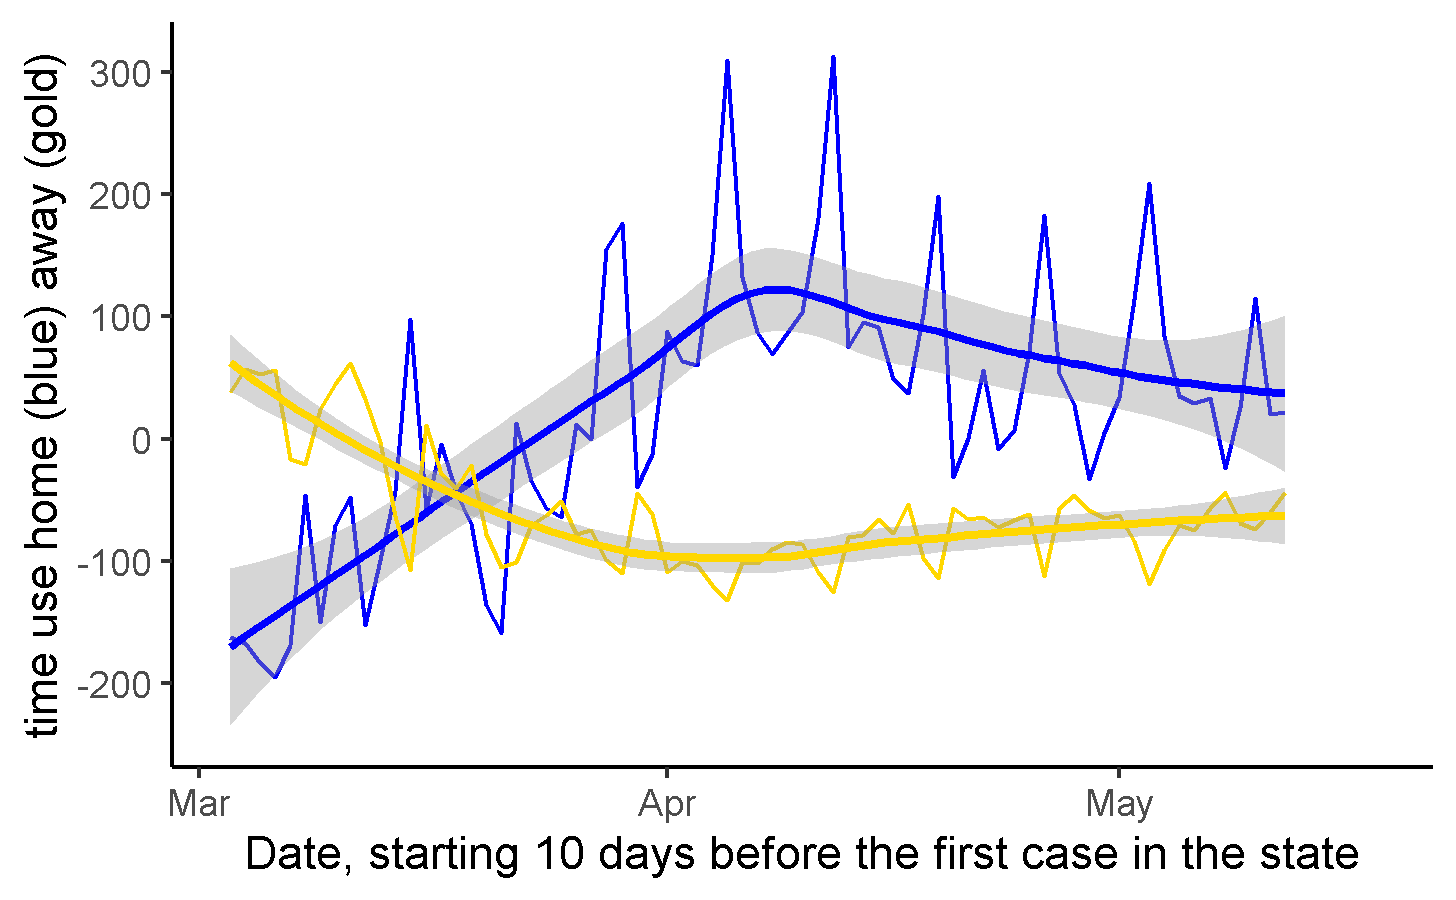 time use home (blue) away (gold)
300
200
100
0
-100
-200
Mar
Apr
May
Date, starting 10 days before the first case in the state